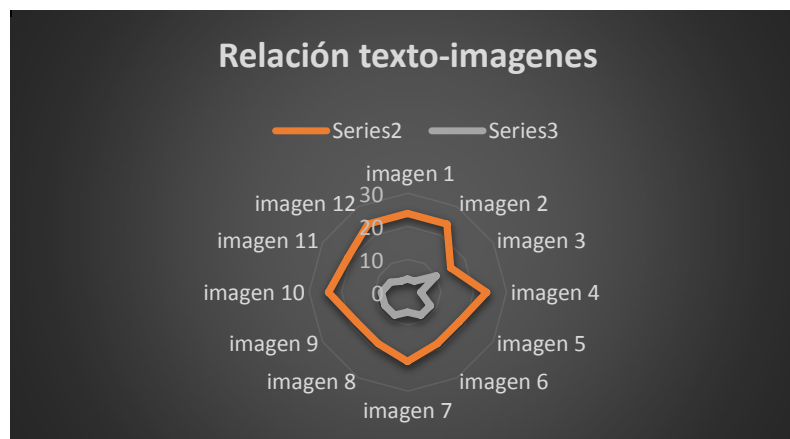 Relación texto-imagenes
Series2 Series3
imagen 1
imagen 2
imagen 3
imagen 4
imagen 5
imagen 6
imagen 7
imagen 8
imagen 9
imagen 10
imagen 11
imagen 12
30
20
10
0